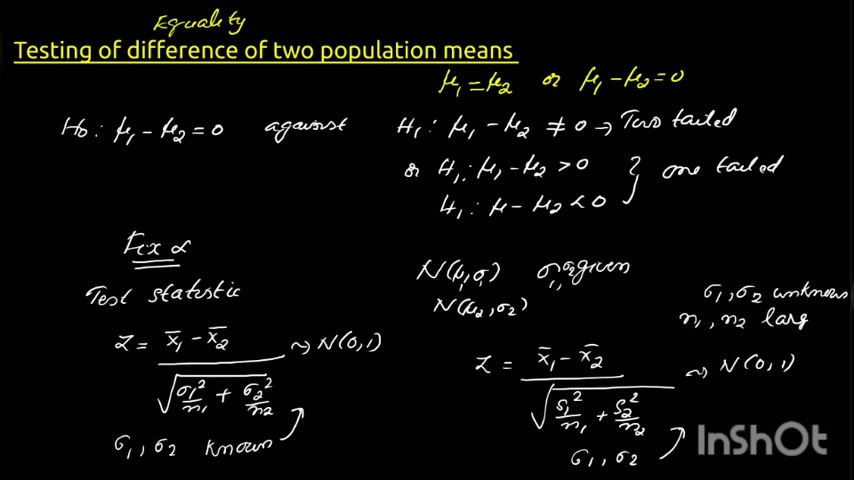 Equality
Testing of difference of two population means
μ₁ = μ₂ or μ₁ - μ₂ = 0
H₀ : μ₁ - μ₂ = 0 against H₁ : μ₁ - μ₂ ≠ 0 → Two tailed
or H₁ : μ₁ - μ₂ > 0
H₁ : μ - μ₂ < 0
} one tailed
Fix α
Test statistic
Z = (x̄₁ - x̄₂) / √(σ₁²/n₁ + σ₂²/n₂) ~ N(0,1)
σ₁, σ₂ known
N(μ₁, σ₁) σ₁, σ₂ given
N(μ₂, σ₂)
σ₁, σ₂ unknown
n₁, n₂ larg
Z = (x̄₁ - x̄₂) / √(s₁²/n₁ + s₂²/n₂) ~ N(0,1)
σ₁, σ₂
InShOt